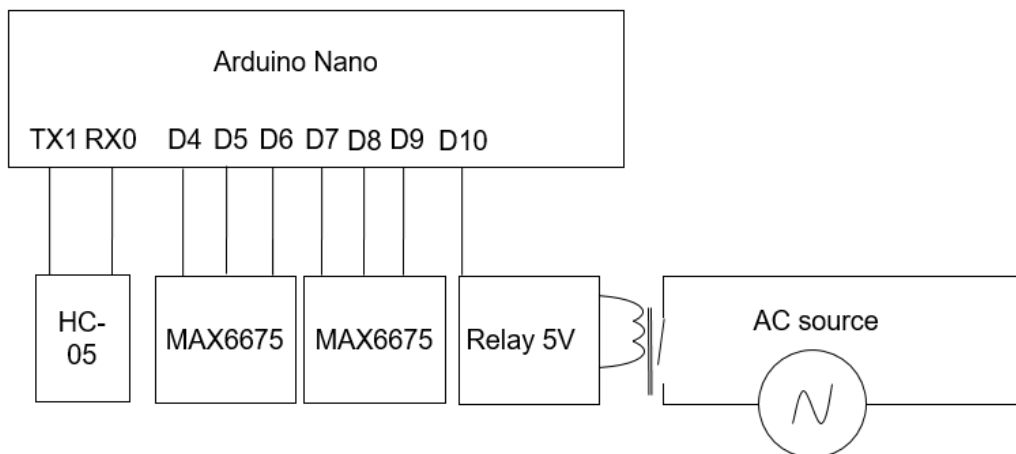 Arduino Nano
TX1 RX0 D4 D5 D6 D7 D8 D9 D10
HC-
05
MAX6675
MAX6675
Relay 5V
AC source